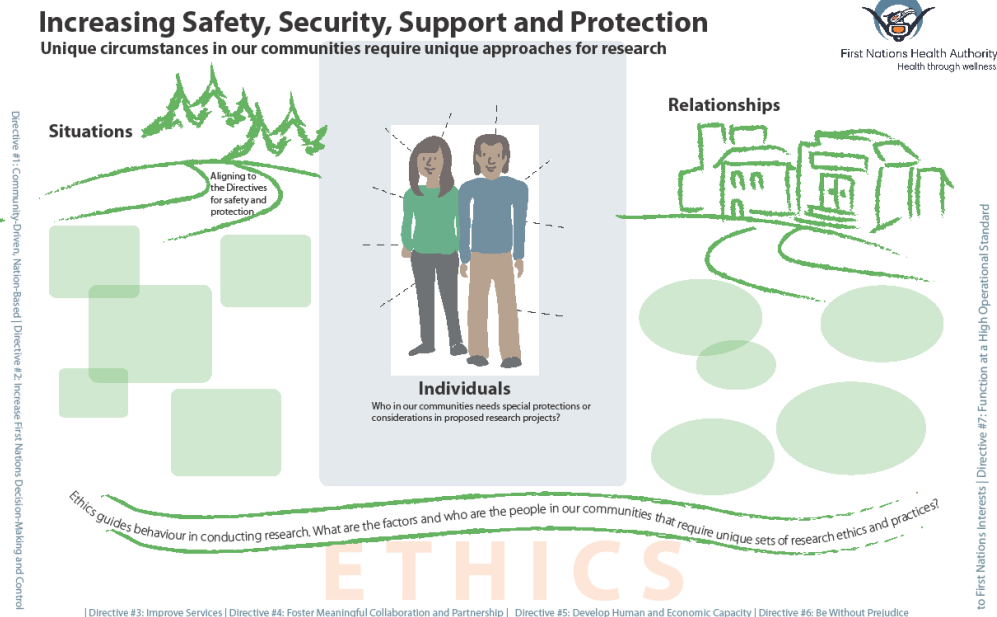 Increasing Safety, Security, Support and Protection
Unique circumstances in our communities require unique approaches for research
First Nations Health Authority
Health through wellness
Situations
Aligning to
the Directives
for safety and
protection
Relationships
Individuals
Who in our communities needs special protections or
considerations in proposed research projects?
Ethics guides behaviour in conducting research. What are the factors and who are the people in our communities that require unique sets of research ethics and practices?
ETHICS
Directive #1: Community-Driven, Nation-Based | Directive #2: Increase First Nations Decision-Making and Control
| Directive #3: Improve Services | Directive #4: Foster Meaningful Collaboration and Partnership | Directive #5: Develop Human and Economic Capacity | Directive #6: Be Without Prejudice
to First Nations Interests | Directive #7: Function at a High Operational Standard